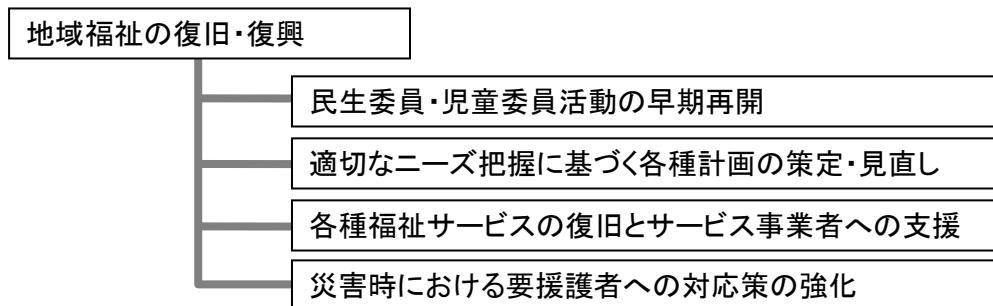 地域福祉の復旧・復興
民生委員・児童委員活動の早期再開
適切なニーズ把握に基づく各種計画の策定・見直し
各種福祉サービスの復旧とサービス事業者への支援
災害時における要援護者への対応策の強化